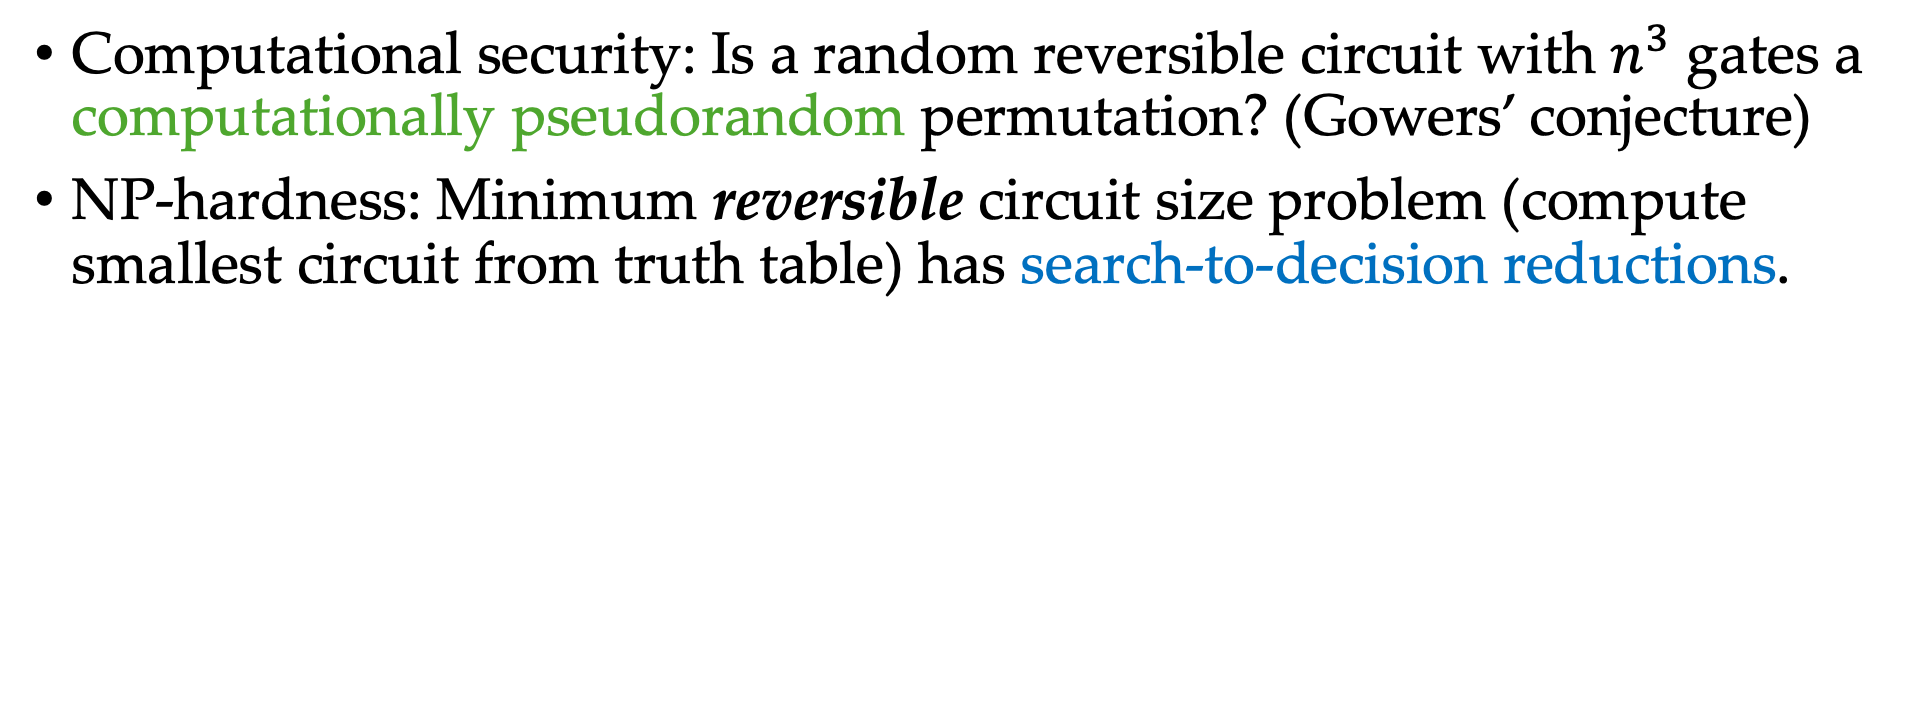 • Computational security: Is a random reversible circuit with n³ gates a
computationally pseudorandom permutation? (Gowers’ conjecture)
• NP-hardness: Minimum reversible circuit size problem (compute
smallest circuit from truth table) has search-to-decision reductions.